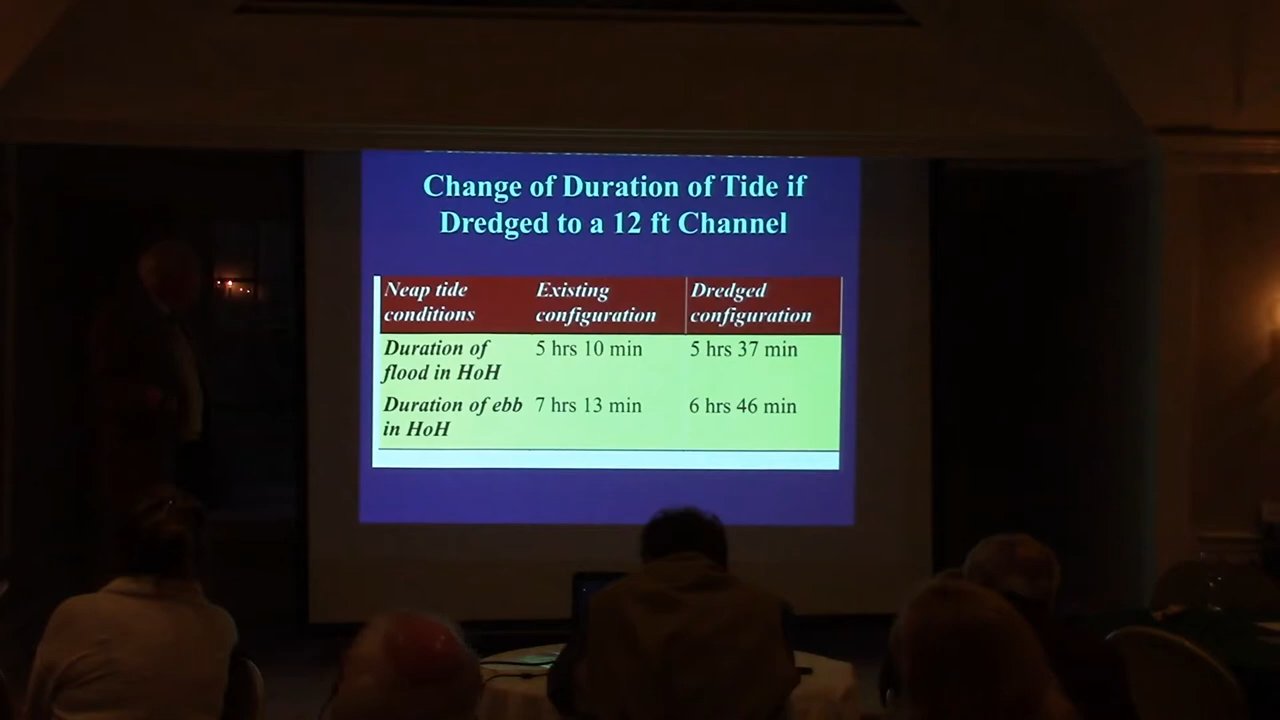 Change of Duration of Tide if
Dredged to a 12 ft Channel
Neap tide conditions Existing configuration Dredged configuration
Duration of flood in HoH 5 hrs 10 min 5 hrs 37 min
Duration of ebb in HoH 7 hrs 13 min 6 hrs 46 min